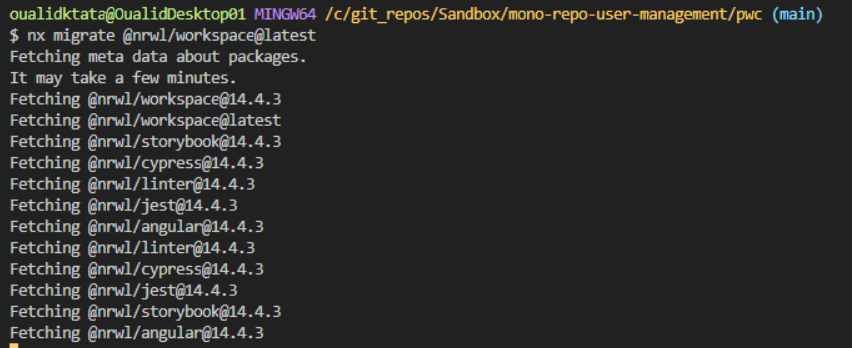 oualidktata@OualidDesktop01 MINGW64 /c/git_repos/Sandbox/mono-repo-user-management/pwc (main)
$ nx migrate @nrwl/workspace@latest
Fetching meta data about packages.
It may take a few minutes.
Fetching @nrwl/workspace@14.4.3
Fetching @nrwl/workspace@latest
Fetching @nrwl/storybook@14.4.3
Fetching @nrwl/cypress@14.4.3
Fetching @nrwl/linter@14.4.3
Fetching @nrwl/jest@14.4.3
Fetching @nrwl/angular@14.4.3
Fetching @nrwl/linter@14.4.3
Fetching @nrwl/cypress@14.4.3
Fetching @nrwl/jest@14.4.3
Fetching @nrwl/storybook@14.4.3
Fetching @nrwl/angular@14.4.3